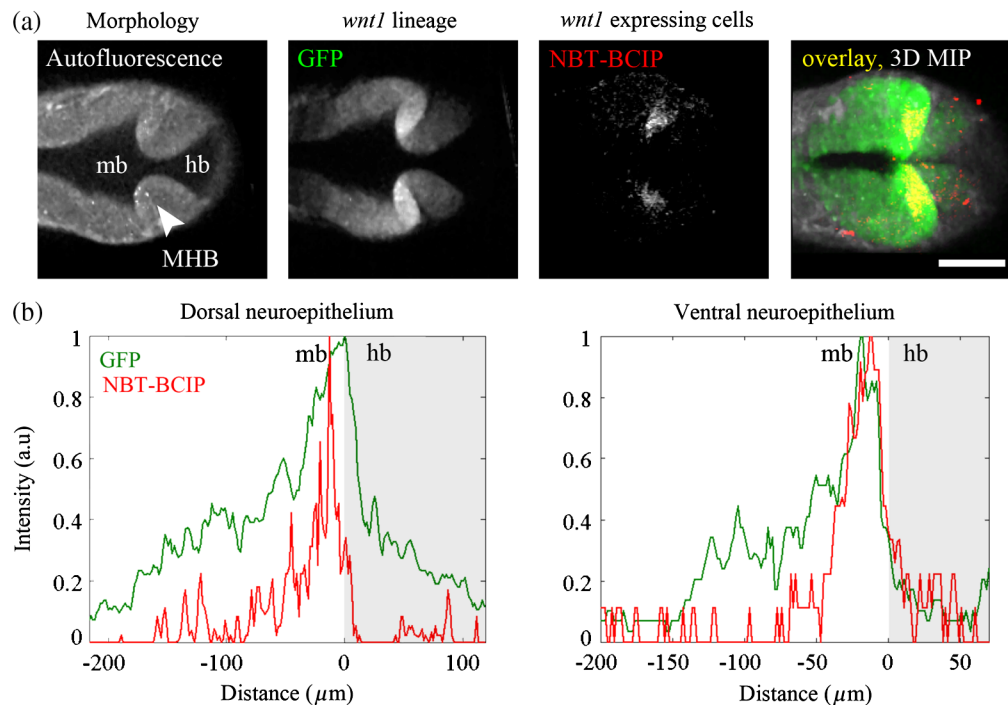 (a)
Morphology
wnt1 lineage
wnt1 expressing cells
Autofluorescence
GFP
NBT-BCIP
overlay, 3D MIP
mb
hb
MHB
(b)
Dorsal neuroepithelium
GFP
NBT-BCIP
mb
hb
Intensity (a.u)
1
0.8
0.6
0.4
0.2
0
-200
-100
0
100
Distance (µm)
Ventral neuroepithelium
mb
hb
1
0.8
0.6
0.4
0.2
0
-200
-150
-100
-50
0
50
Distance (µm)